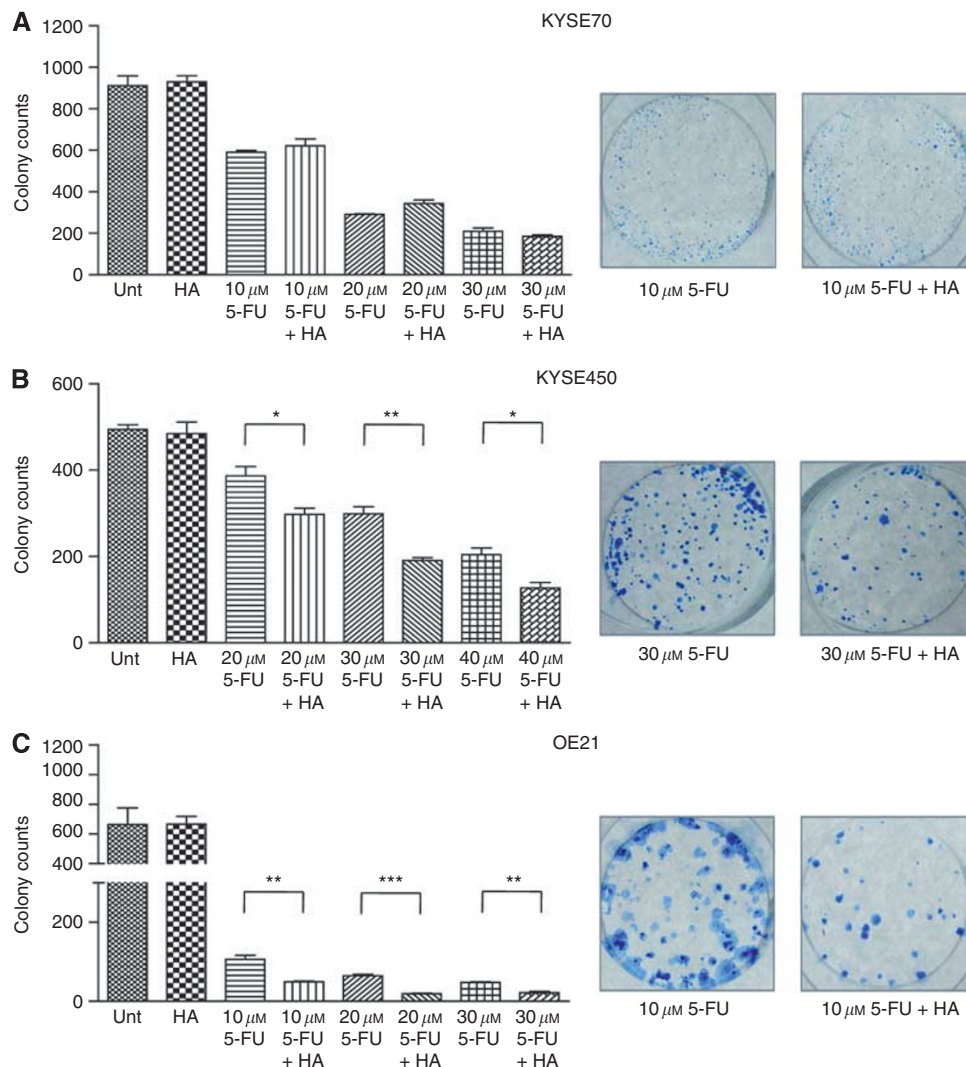 A
KYSE70
Colony counts
1200
1000
800
600
400
200
0
Unt
HA
10 μM
5-FU
10 μM
5-FU
+ HA
20 μM
5-FU
20 μM
5-FU
+ HA
30 μM
5-FU
30 μM
5-FU
+ HA
10 μM 5-FU
10 μM 5-FU + HA
B
KYSE450
Colony counts
600
400
200
0
*
**
*
Unt
HA
20 μM
5-FU
20 μM
5-FU
+ HA
30 μM
5-FU
30 μM
5-FU
+ HA
40 μM
5-FU
40 μM
5-FU
+ HA
30 μM 5-FU
30 μM 5-FU + HA
C
OE21
Colony counts
1200
1000
800
600
400
200
0
**
***
**
Unt
HA
10 μM
5-FU
10 μM
5-FU
+ HA
20 μM
5-FU
20 μM
5-FU
+ HA
30 μM
5-FU
30 μM
5-FU
+ HA
10 μM 5-FU
10 μM 5-FU + HA